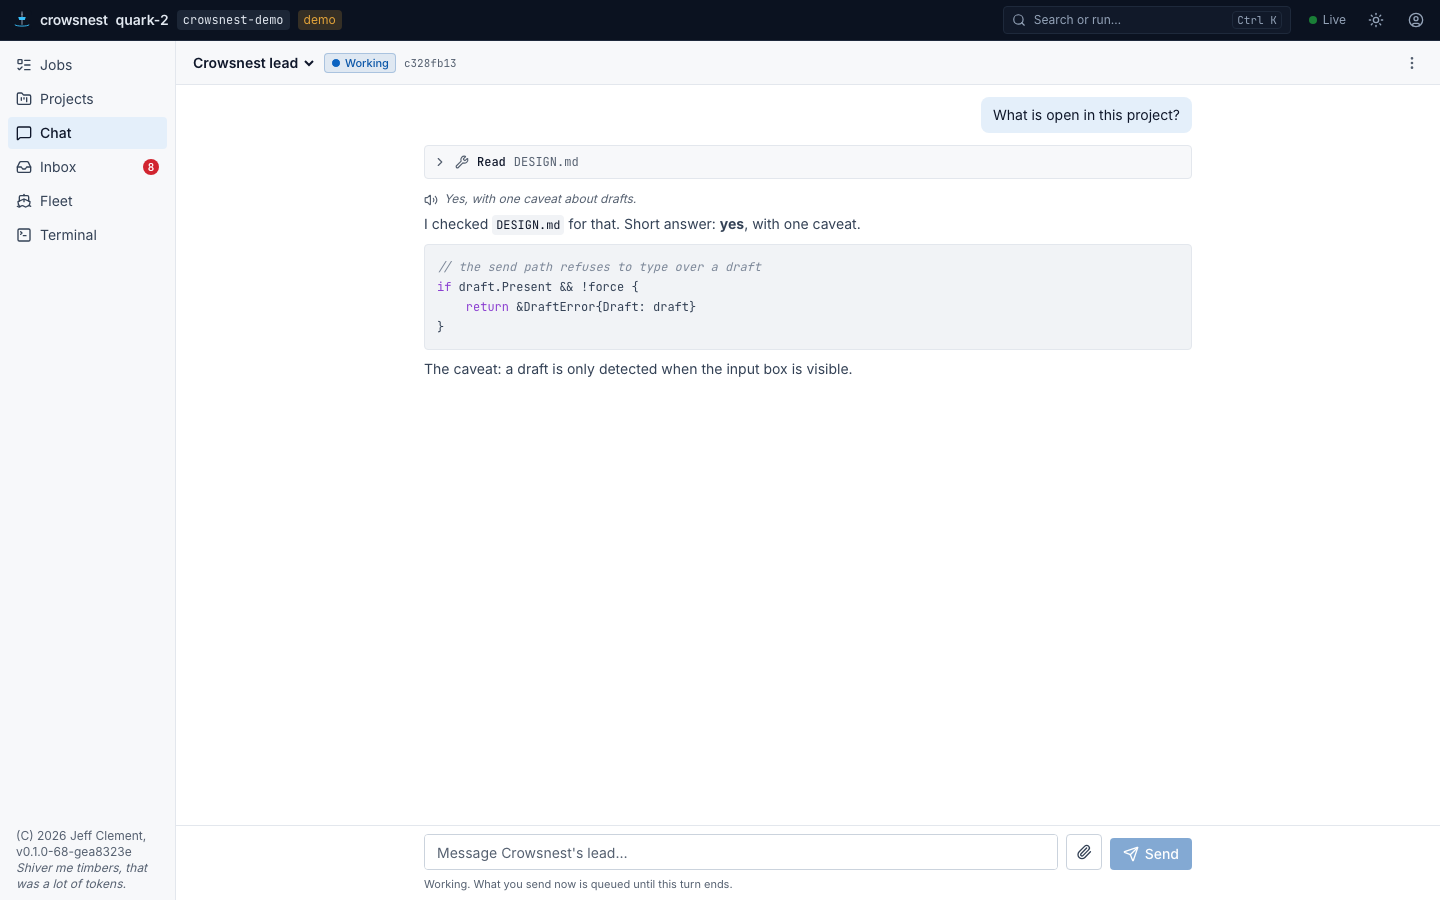 crowsnest quark-2 crowsnest-demo demo
Search or run... Ctrl K
Live
Jobs
Projects
Chat
Inbox 8
Fleet
Terminal
(C) 2026 Jeff Clement,
v0.1.0-68-gea8323e
Shiver me timbers, that
was a lot of tokens.
Crowsnest lead Working c328fb13
What is open in this project?
Read DESIGN.md
Yes, with one caveat about drafts.
I checked DESIGN.md for that. Short answer: yes, with one caveat.
// the send path refuses to type over a draft
if draft.Present && !force {
    return &DraftError{Draft: draft}
}
The caveat: a draft is only detected when the input box is visible.
Message Crowsnest's lead...
Send
Working. What you send now is queued until this turn ends.